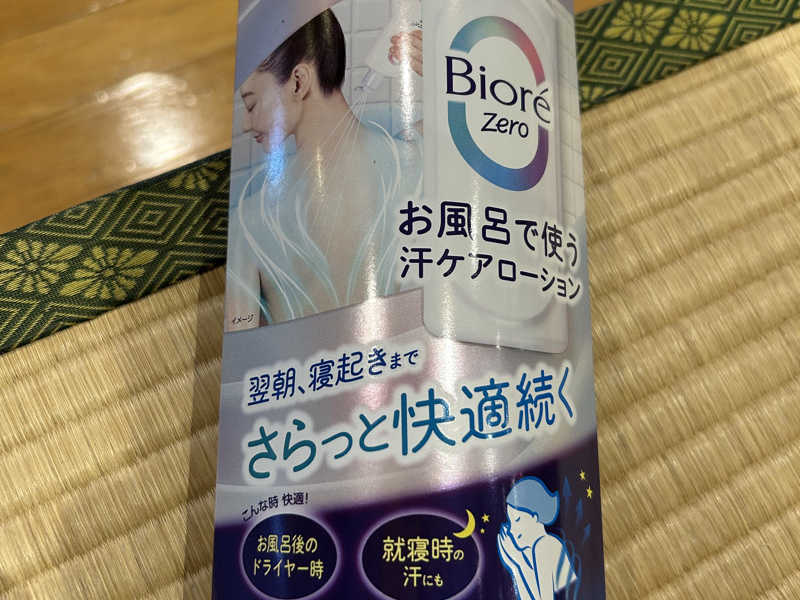 Bioré
Zero
お風呂で使う
汗ケアローション
イメージ
翌朝、寝起きまで
さらっと快適続く
こんな時 快適!
お風呂後の
ドライヤー時
就寝時の
汗にも